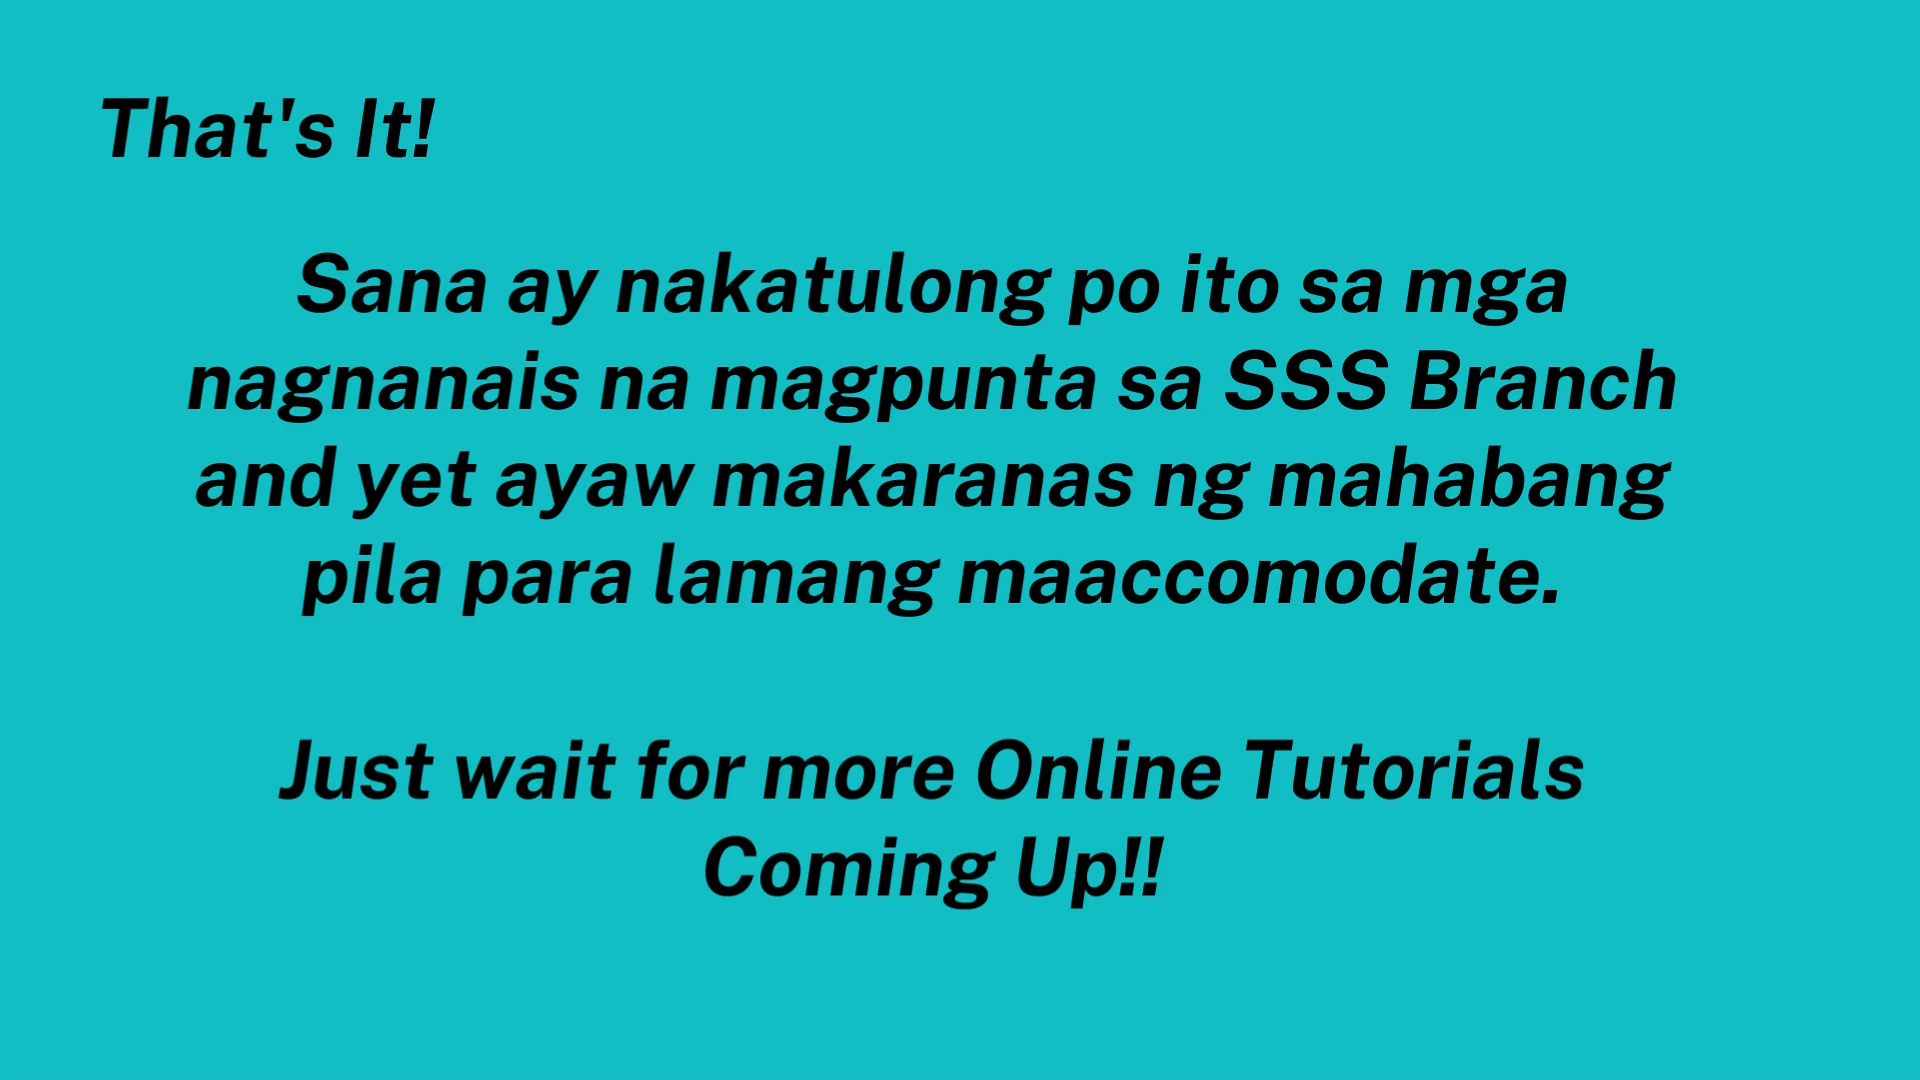 That's It!
Sana ay nakatulong po ito sa mga
nagnanais na magpunta sa SSS Branch
and yet ayaw makaranas ng mahabang
pila para lamang maaccomodate.
Just wait for more Online Tutorials
Coming Up!!